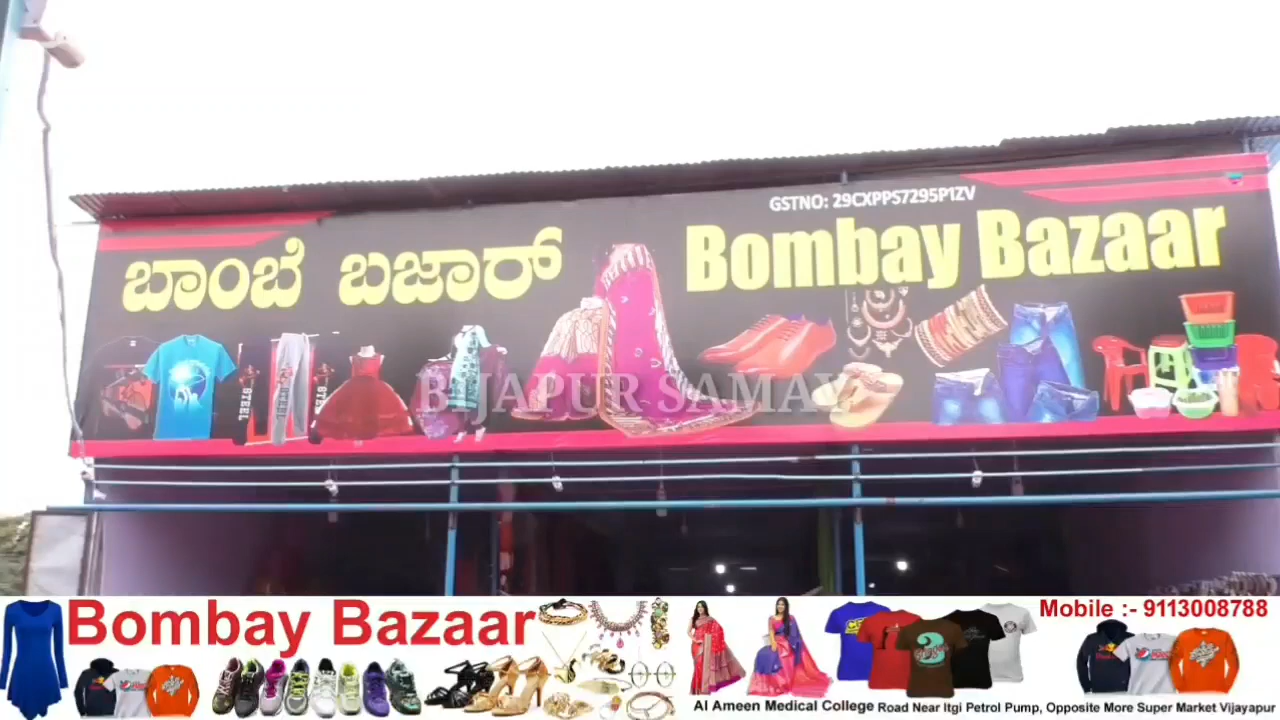 GSTNO: 29CXPPS7295P1ZV
ಬಾಂಬೆ ಬಜಾರ್ Bombay Bazaar
STEEL
BIJAPUR SAMAY
Bombay Bazaar
Mobile :- 9113008788
Al Ameen Medical College Road Near Itgi Petrol Pump, Opposite More Super Market Vijayapur